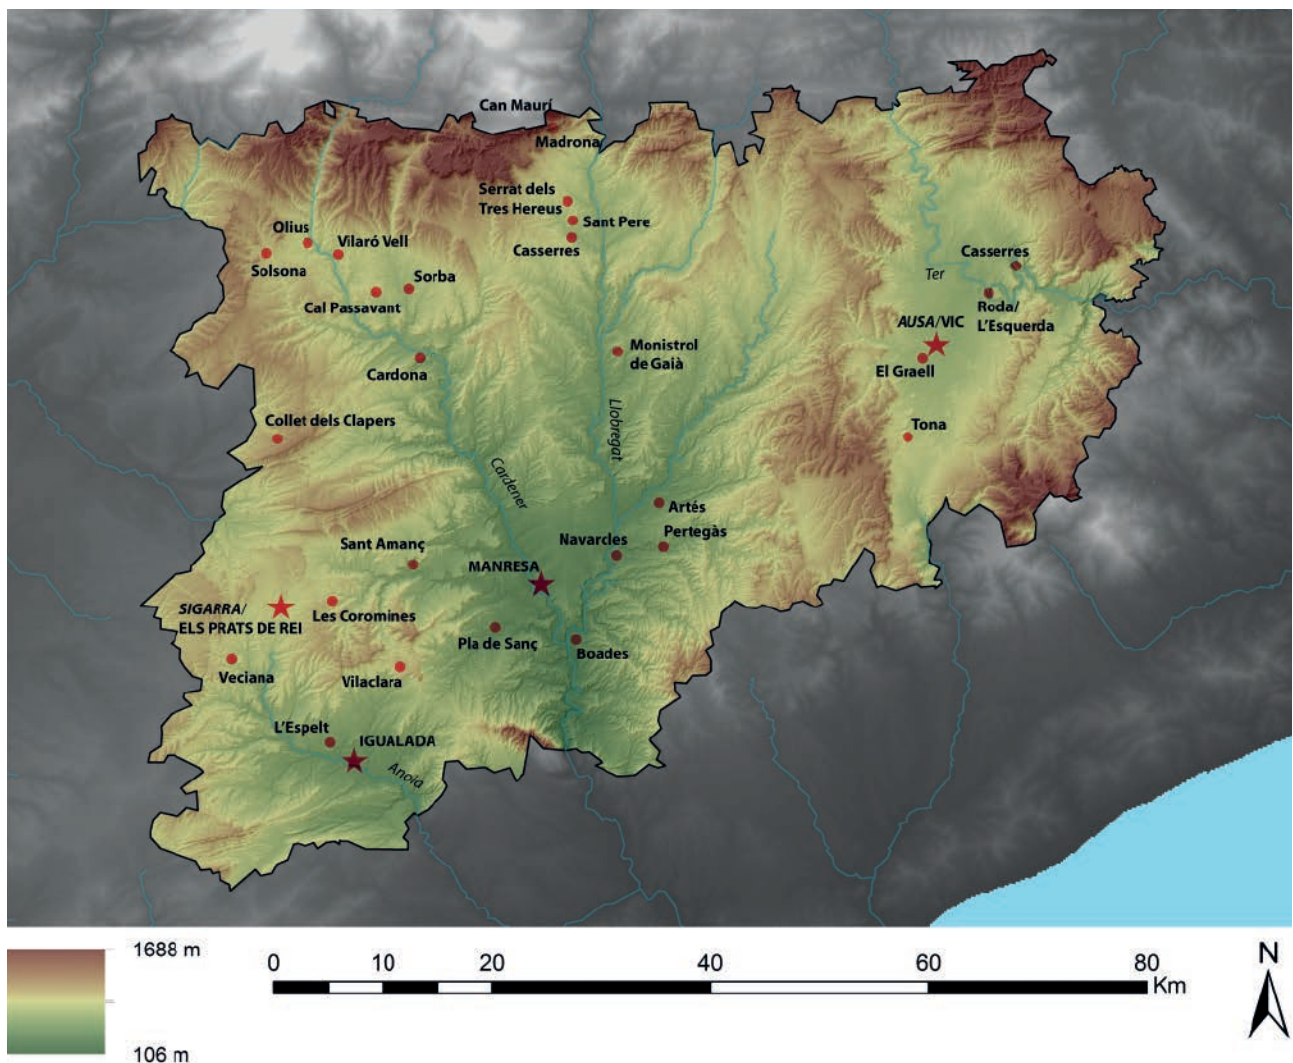 Can Maurí
Madrona
Serrat dels
Tres Hereus
Sant Pere
Casserres
Olius
Vilaró Vell
Solsona
Sorba
Cal Passavant
Cardona
Casserres
Ter
Roda/
L'Esquerda
AUSA/VIC
El Graell
Monistrol
de Gaià
Tona
Collet dels Clapers
Llobregat
Cardener
Artés
Pertegàs
Navarcles
Sant Amanç
MANRESA
SIGARRA/
ELS PRATS DE REI
Les Coromines
Pla de Sanç
Boades
Veciana
Vilaclara
L'Espelt
IGUALADA
Anoia
1688 m
106 m
0 10 20 40 60 80
Km
N